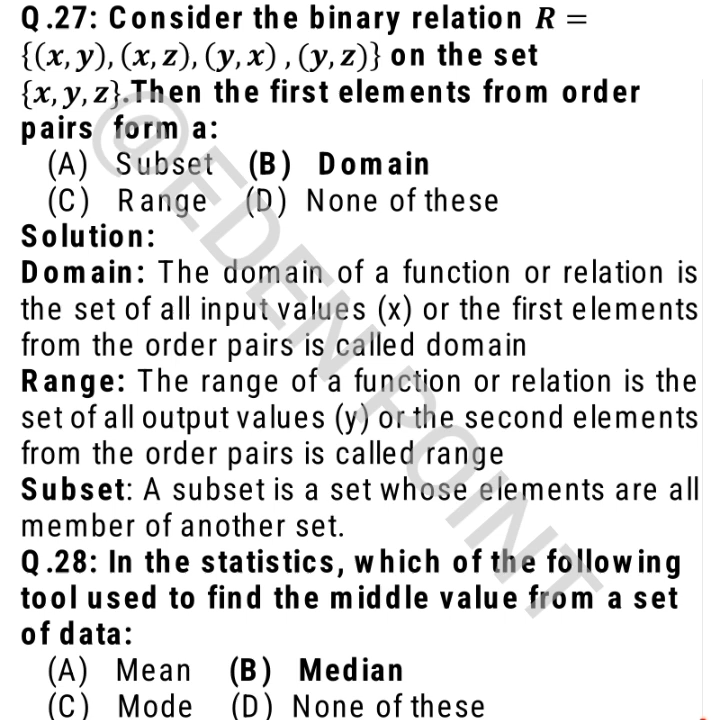 Q.27: Consider the binary relation R =
{(x, y), (x, z), (y, x) , (y, z)} on the set
{x, y, z}.Then the first elements from order
pairs form a:
(A) Subset (B) Domain
(C) Range (D) None of these
Solution:
Domain: The domain of a function or relation is
the set of all input values (x) or the first elements
from the order pairs is called domain
Range: The range of a function or relation is the
set of all output values (y) or the second elements
from the order pairs is called range
Subset: A subset is a set whose elements are all
member of another set.
Q.28: In the statistics, which of the following
tool used to find the middle value from a set
of data:
(A) Mean (B) Median
(C) Mode (D) None of these
@EDEN POINT